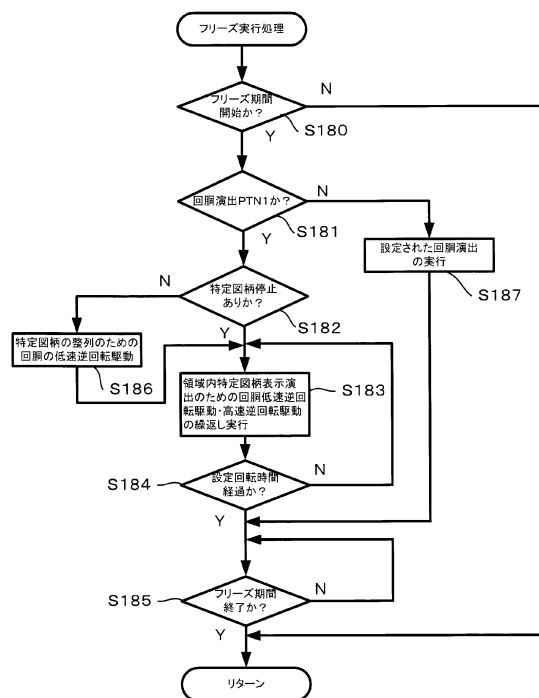 フリーズ実行処理
フリーズ期間
開始か？
N
S180
Y
回胴演出PTN1か？
N
S181
Y
設定された回胴演出
の実行
S187
特定図柄停止
ありか？
N
S182
Y
特定図柄の整列のための
回胴の低速逆回転駆動
S186
領域内特定図柄表示演
出のための回胴低速逆回
転駆動・高速逆回転駆動
の繰返し実行
S183
設定回転時間
経過か？
N
S184
Y
フリーズ期間
終了か？
N
S185
Y
リターン